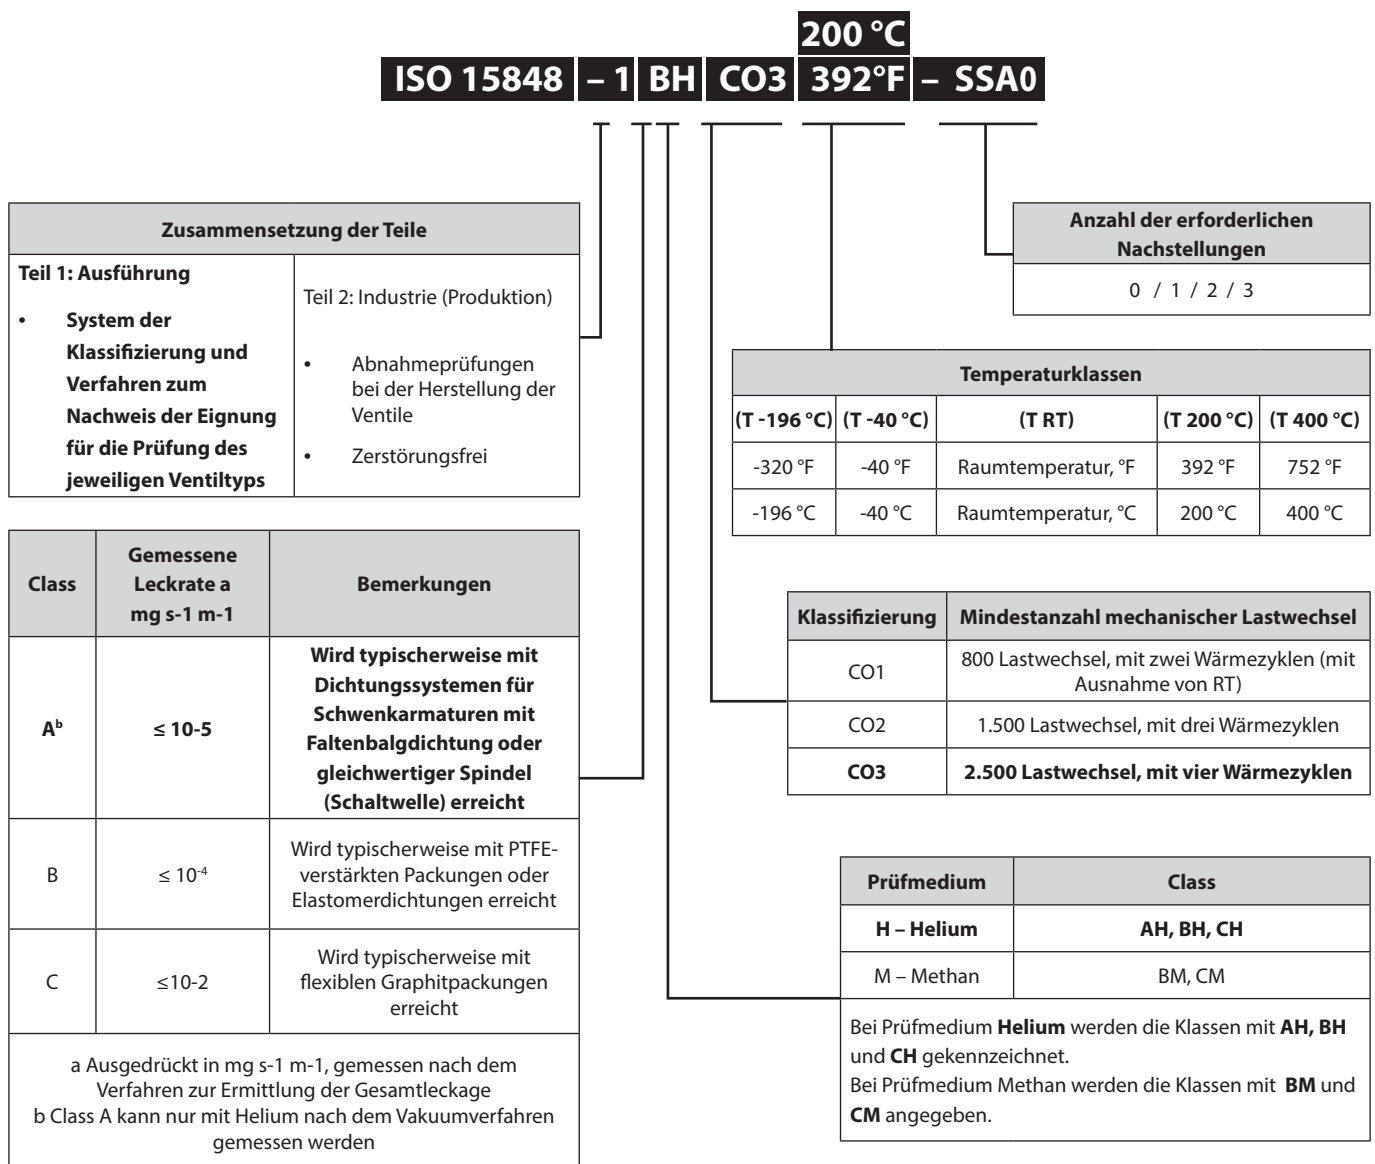 200 °C
ISO 15848 – 1 BH CO3 392°F – SSA0
Zusammensetzung der Teile
Teil 1: Ausführung
• System der
Klassifizierung und
Verfahren zum
Nachweis der Eignung
für die Prüfung des
jeweiligen Ventiltyps
Teil 2: Industrie (Produktion)
• Abnahmeprüfungen
bei der Herstellung der
Ventile
• Zerstörungsfrei
Anzahl der erforderlichen
Nachstellungen
0 / 1 / 2 / 3
Temperaturklassen
(T -196 °C) (T -40 °C) (T RT) (T 200 °C) (T 400 °C)
-320 °F -40 °F Raumtemperatur, °F 392 °F 752 °F
-196 °C -40 °C Raumtemperatur, °C 200 °C 400 °C
Class
Gemessene
Leckrate a
mg s-1 m-1
Bemerkungen
Aᵇ
≤ 10-5
Wird typischerweise mit
Dichtungssystemen für
Schwenkarmaturen mit
Faltenbalgdichtung oder
gleichwertiger Spindel
(Schaltwelle) erreicht
B
≤ 10⁻⁴
Wird typischerweise mit PTFE-
verstärkten Packungen oder
Elastomerdichtungen erreicht
C
≤10-2
Wird typischerweise mit
flexiblen Graphitpackungen
erreicht
a Ausgedrückt in mg s-1 m-1, gemessen nach dem
Verfahren zur Ermittlung der Gesamtleckage
b Class A kann nur mit Helium nach dem Vakuumverfahren
gemessen werden
Klassifizierung Mindestanzahl mechanischer Lastwechsel
CO1
800 Lastwechsel, mit zwei Wärmezyklen (mit
Ausnahme von RT)
CO2 1.500 Lastwechsel, mit drei Wärmezyklen
CO3 2.500 Lastwechsel, mit vier Wärmezyklen
Prüfmedium Class
H – Helium AH, BH, CH
M – Methan BM, CM
Bei Prüfmedium Helium werden die Klassen mit AH, BH
und CH gekennzeichnet.
Bei Prüfmedium Methan werden die Klassen mit BM und
CM angegeben.